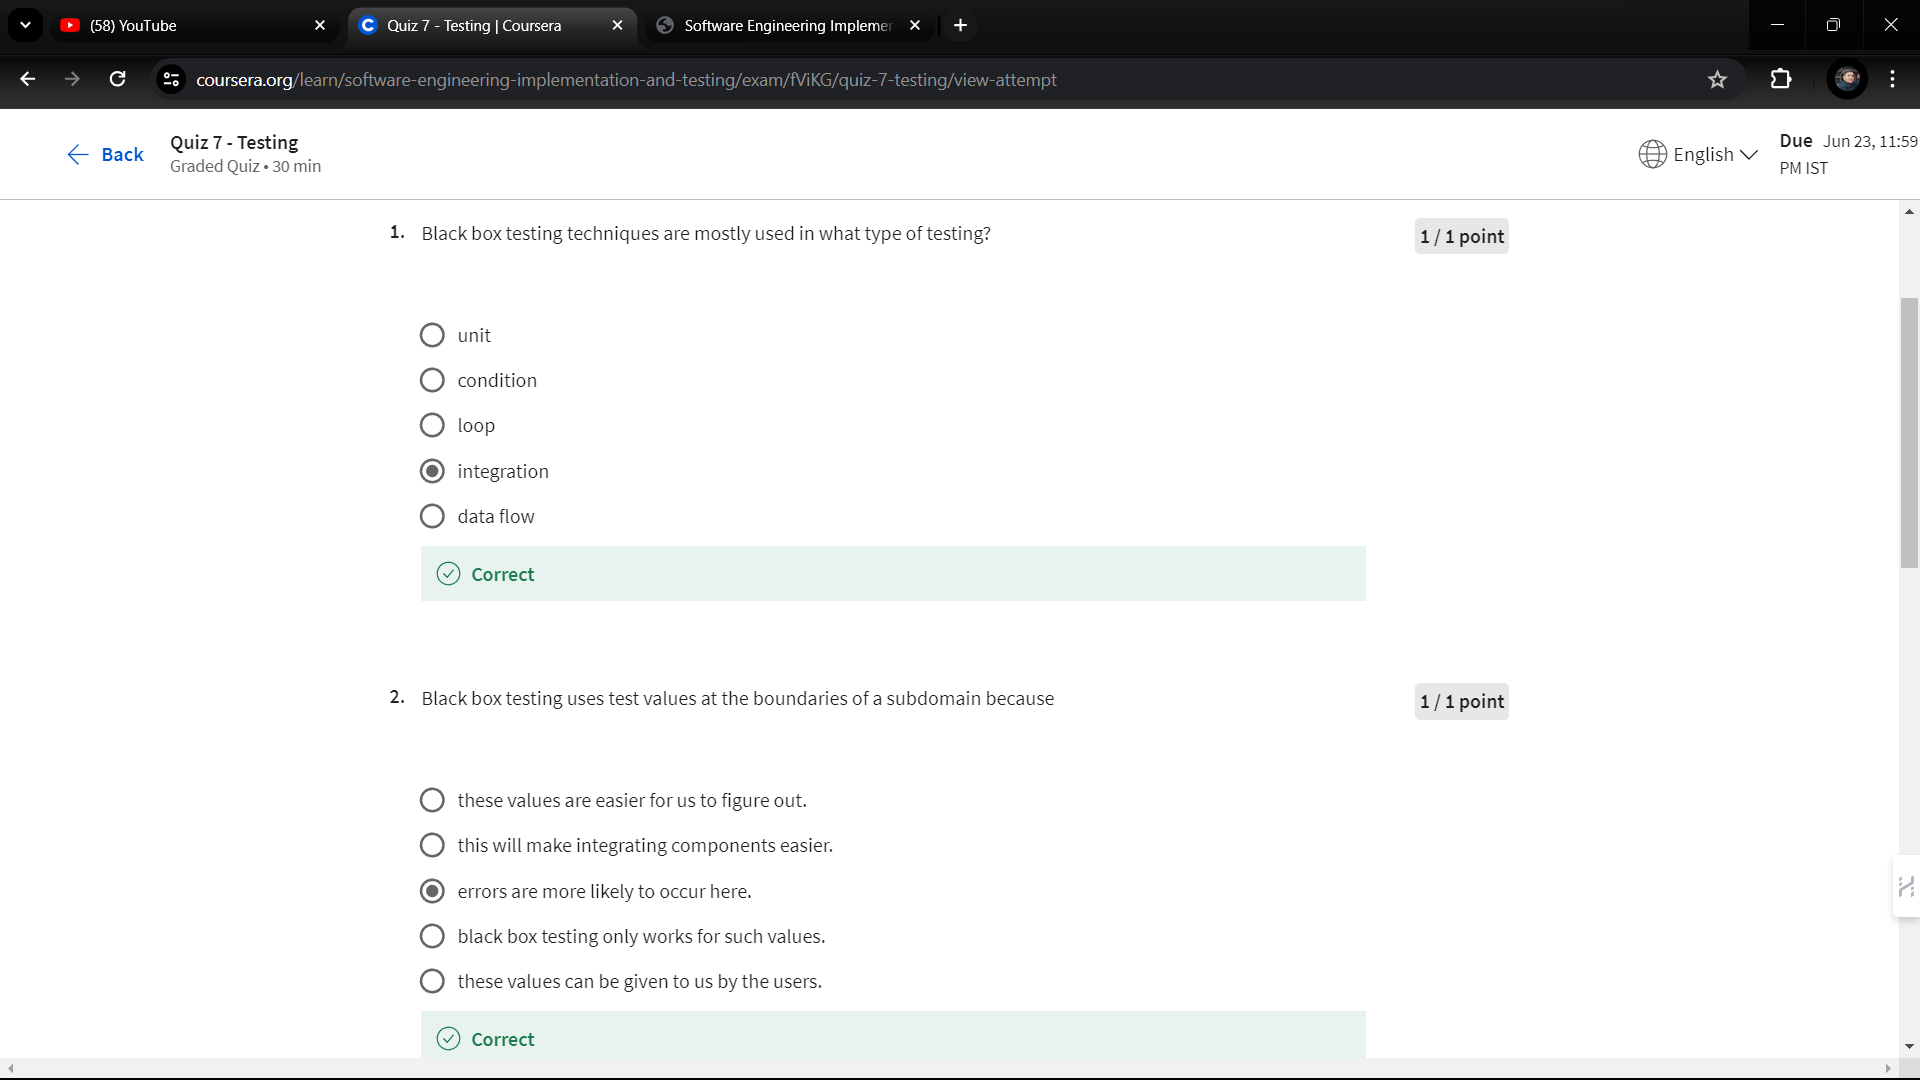 (58) YouTube
Quiz 7 - Testing | Coursera
Software Engineering Implemen
coursera.org/learn/software-engineering-implementation-and-testing/exam/fViKG/quiz-7-testing/view-attempt
Back
Quiz 7 - Testing
Graded Quiz • 30 min
English
Due Jun 23, 11:59
PM IST
1. Black box testing techniques are mostly used in what type of testing?
1 / 1 point
unit
condition
loop
integration
data flow
Correct
2. Black box testing uses test values at the boundaries of a subdomain because
1 / 1 point
these values are easier for us to figure out.
this will make integrating components easier.
errors are more likely to occur here.
black box testing only works for such values.
these values can be given to us by the users.
Correct